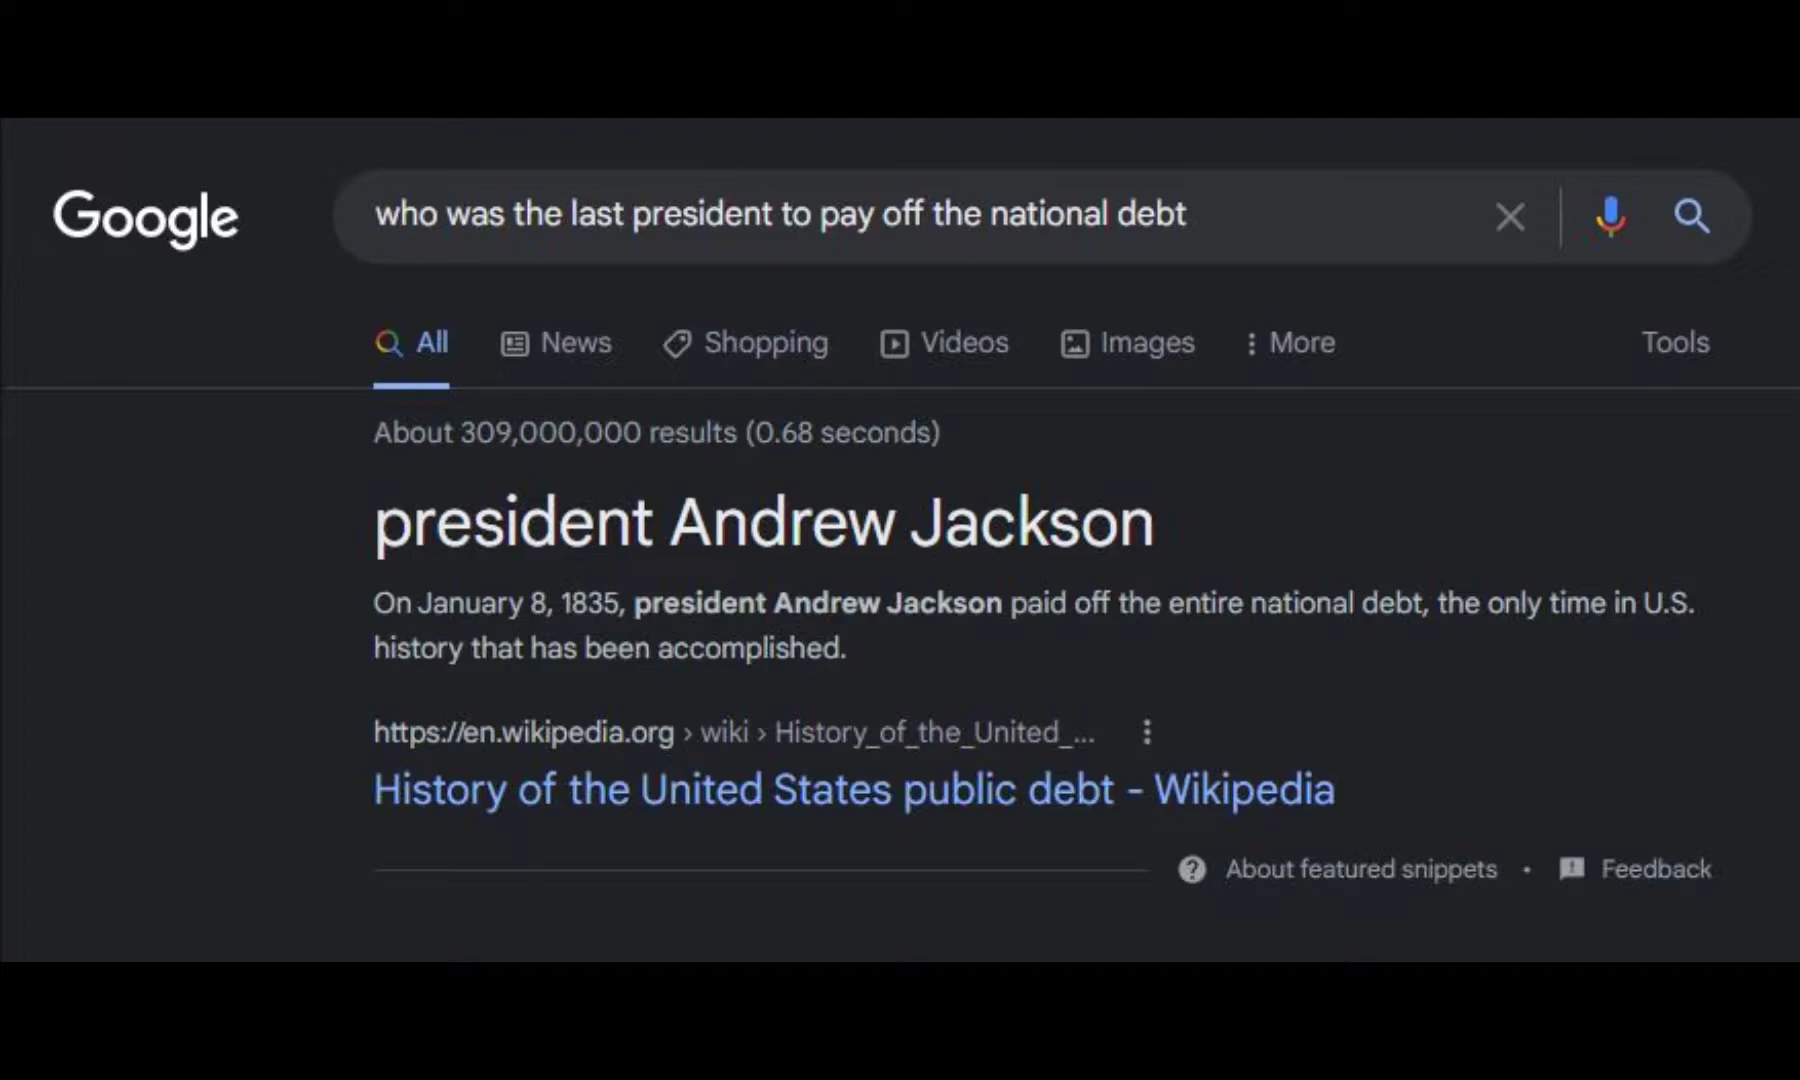 Google
who was the last president to pay off the national debt
All News Shopping Videos Images More Tools
About 309,000,000 results (0.68 seconds)
president Andrew Jackson
On January 8, 1835, president Andrew Jackson paid off the entire national debt, the only time in U.S.
history that has been accomplished.
https://en.wikipedia.org › wiki › History_of_the_United_...
History of the United States public debt - Wikipedia
About featured snippets • Feedback